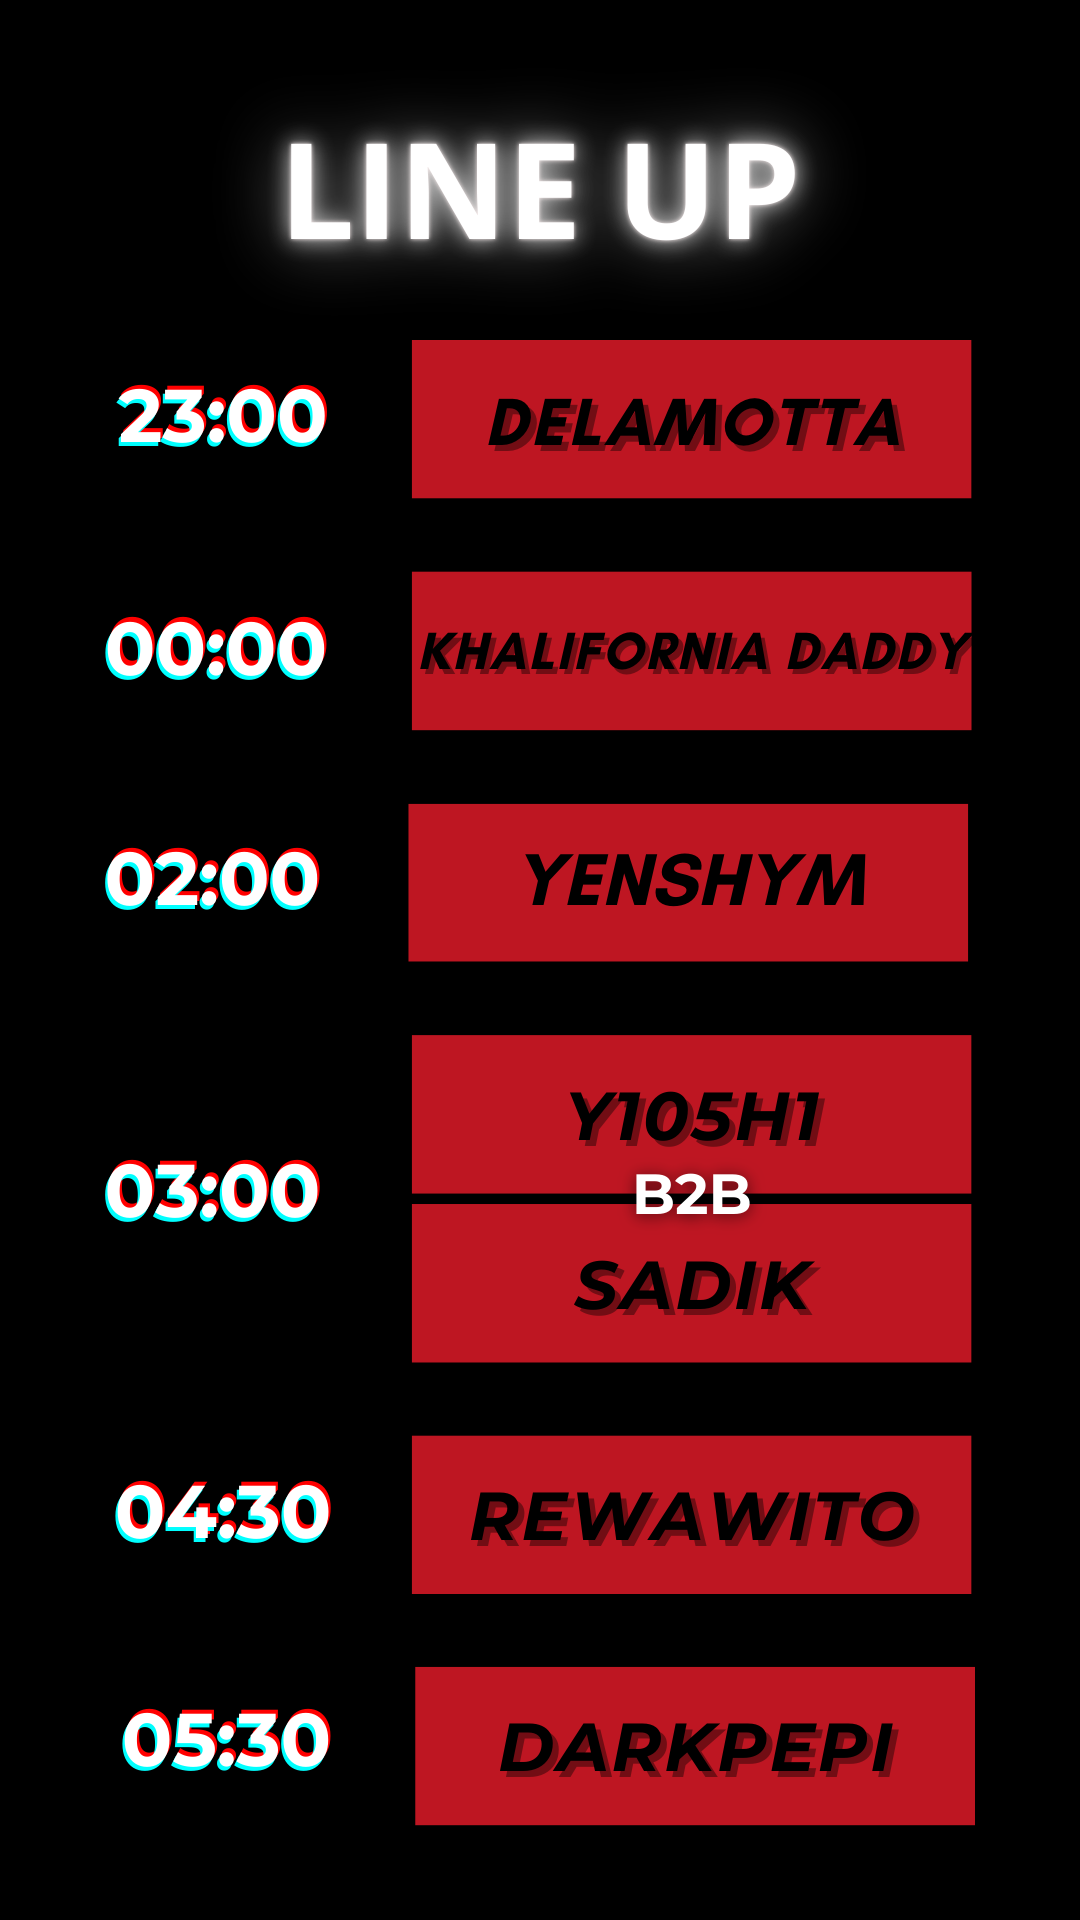 LINE UP
23:00 DELAMOTTA
00:00 KHALIFORNIA DADDY
02:00 YENSHYM
Y105H1
03:00 B2B
SADIK
04:30 REWAWITO
05:30 DARKPEPI